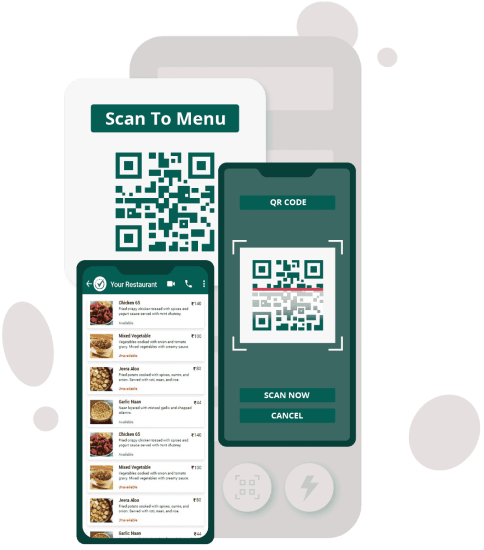 Scan To Menu
QR CODE
SCAN NOW
CANCEL
Your Restaurant
Chicken 65 ₹140
Fried crispy chicken tossed with spices and
yogurt sauce served with mint chutney.
Available
Mixed Vegetable ₹130
Vegetables cooked with onion and tomato
gravy. Mixed vegetables with creamy sauce.
Unavailable
Jeera Aloo
Fried potato cooked with spices, cumin, and
onion. Served with roti, naan, and rice.
Unavailable
Garlic Naan ₹44
Naan layered with minced garlic and chopped
cilantro.
Available
Chicken 65 ₹140
Fried crispy chicken tossed with spices and
yogurt sauce served with mint chutney.
Available
Mixed Vegetable ₹130
Vegetables cooked with onion and tomato
gravy. Mixed vegetables with creamy sauce.
Unavailable
Jeera Aloo
Fried potato cooked with spices, cumin, and
onion. Served with roti, naan, and rice.
Unavailable
Garlic Naan ₹44